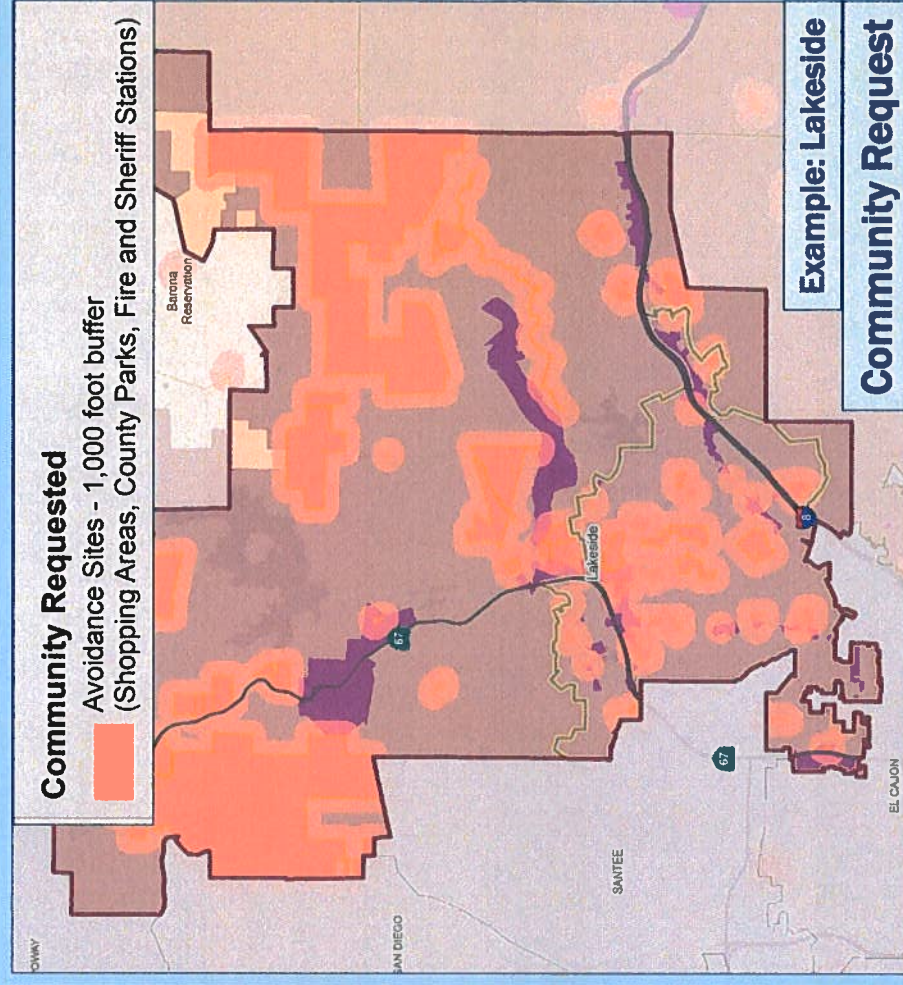 Community Requested
Avoidance Sites - 1,000 foot buffer
(Shopping Areas, County Parks, Fire and Sheriff Stations)
Barona
Reservation
67
Lakeside
8
67
SANTEE
EL CAJON
SAN DIEGO
POWAY
Example: Lakeside
Community Request